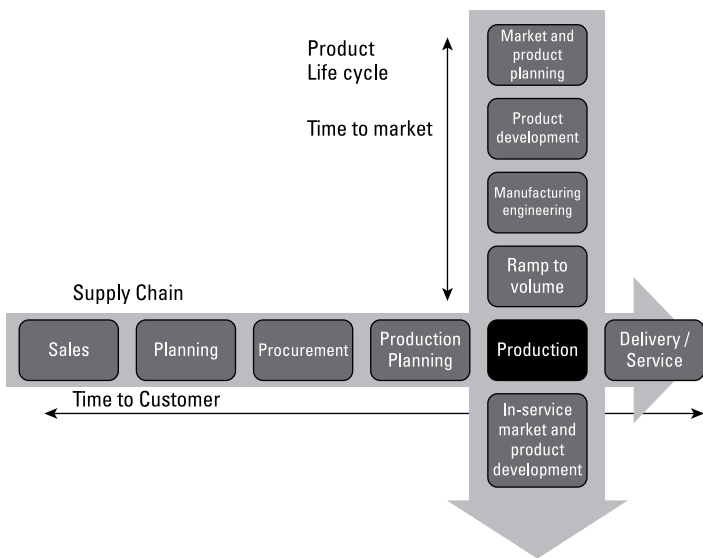 Product
Life cycle
Time to market
Market and
product
planning
Product
development
Manufacturing
engineering
Ramp to
volume
Supply Chain
Sales
Planning
Procurement
Production
Planning
Production
Delivery /
Service
Time to Customer
In-service
market and
product
development